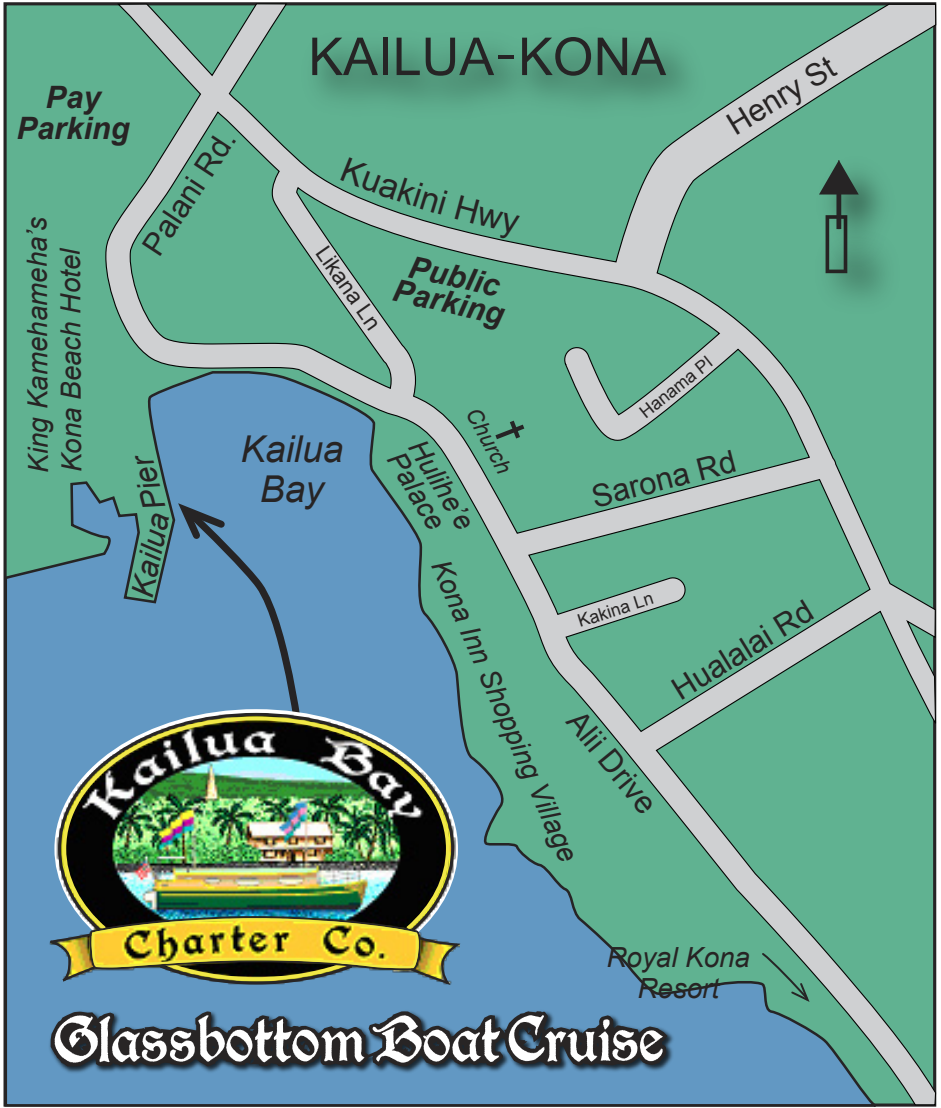 KAILUA-KONA
Henry St
Pay
Parking
Palani Rd.
Kuakini Hwy
Likana Ln
Public
Parking
King Kamehameha's
Kona Beach Hotel
Hanama Pl
Church
Kailua
Bay
Hulihe'e
Palace
Sarona Rd
Kailua Pier
Kakina Ln
Hualalai Rd
Kona Inn Shopping Village
Alii Drive
Kailua Bay
Charter Co.
Royal Kona
Resort
Glassbottom Boat Cruise